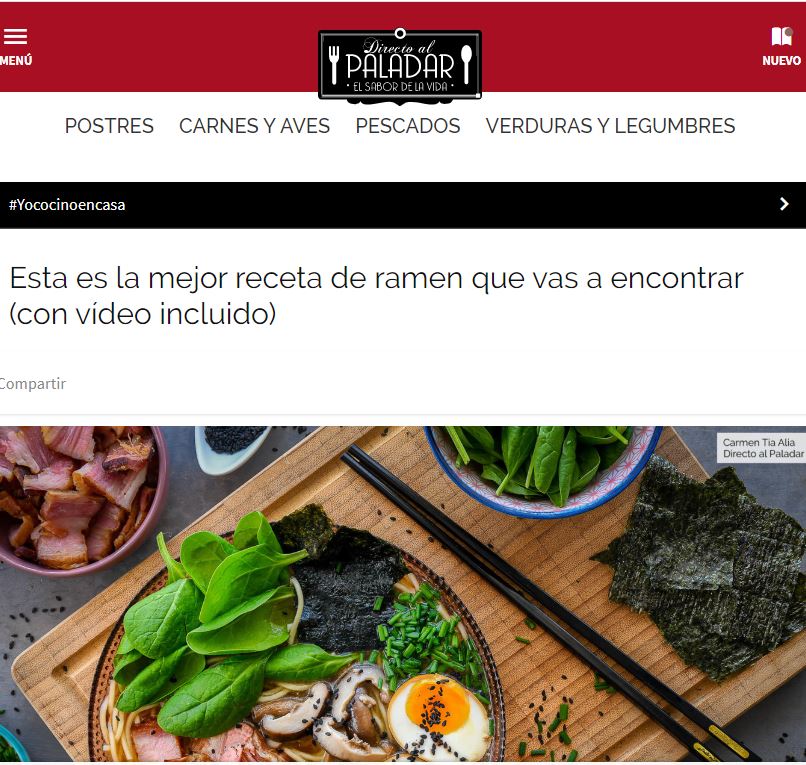 MENÚ
Directo al
PALADAR
· EL SABOR DE LA VIDA ·
NUEVO
POSTRES CARNES Y AVES PESCADOS VERDURAS Y LEGUMBRES
#Yococinoencasa
Esta es la mejor receta de ramen que vas a encontrar
(con vídeo incluido)
Compartir
Carmen Tía Alia
Directo al Paladar